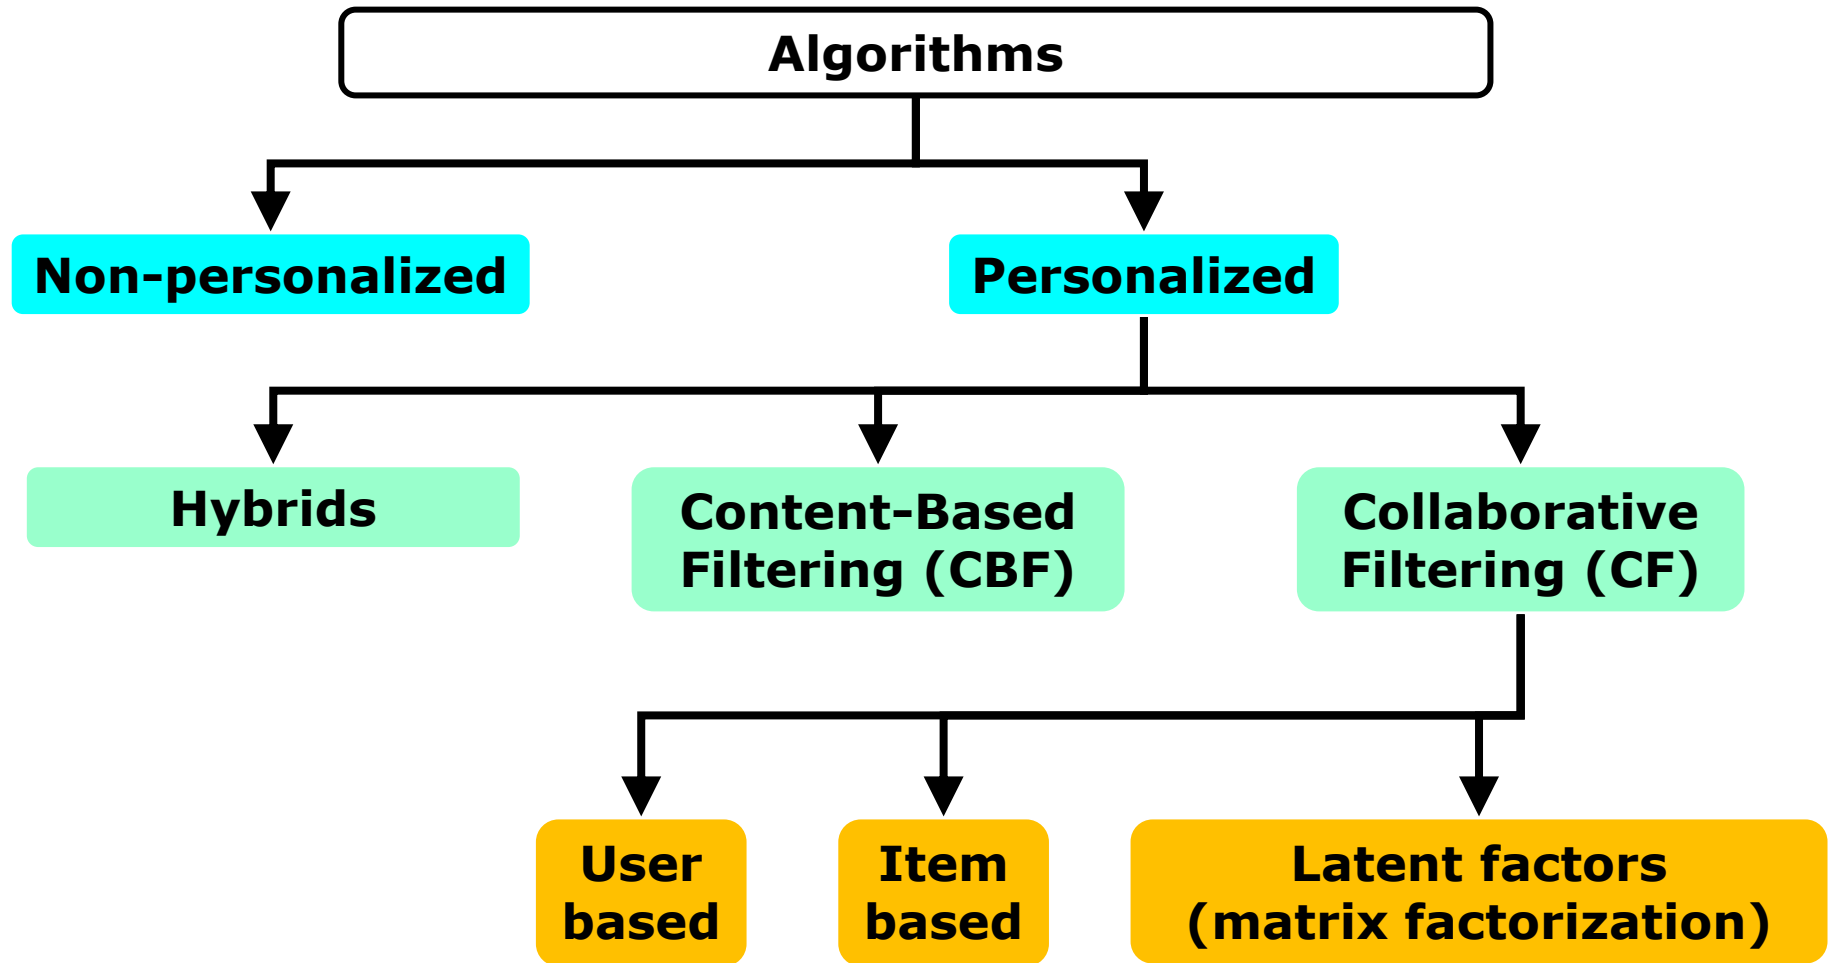 Algorithms
Non-personalized
Personalized
Hybrids
Content-Based
Filtering (CBF)
Collaborative
Filtering (CF)
User
based
Item
based
Latent factors
(matrix factorization)